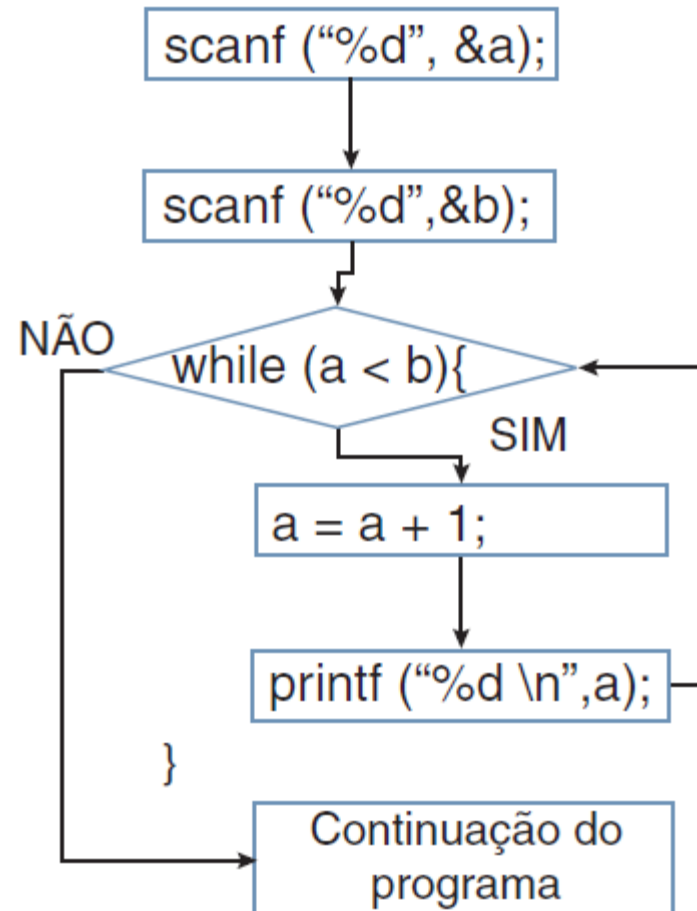 scanf (“%d”, &a);
scanf (“%d”,&b);
NÃO
while (a < b){
SIM
a = a + 1;
printf (“%d \n”,a);
}
Continuação do
programa